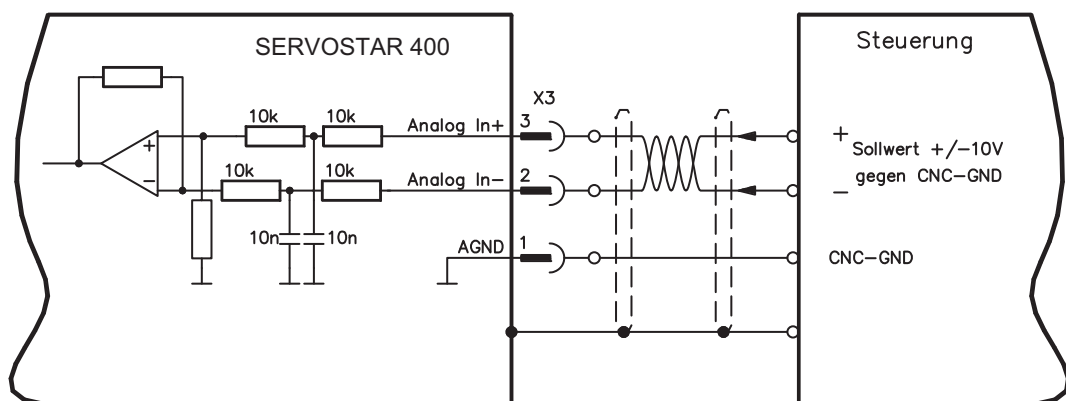 SERVOSTAR 400
Steuerung
10k
10k
Analog In+
X3
3
+
Sollwert +/-10V
gegen CNC-GND
−
+
−
10k
10k
Analog In−
2
10n
10n
AGND
1
CNC-GND